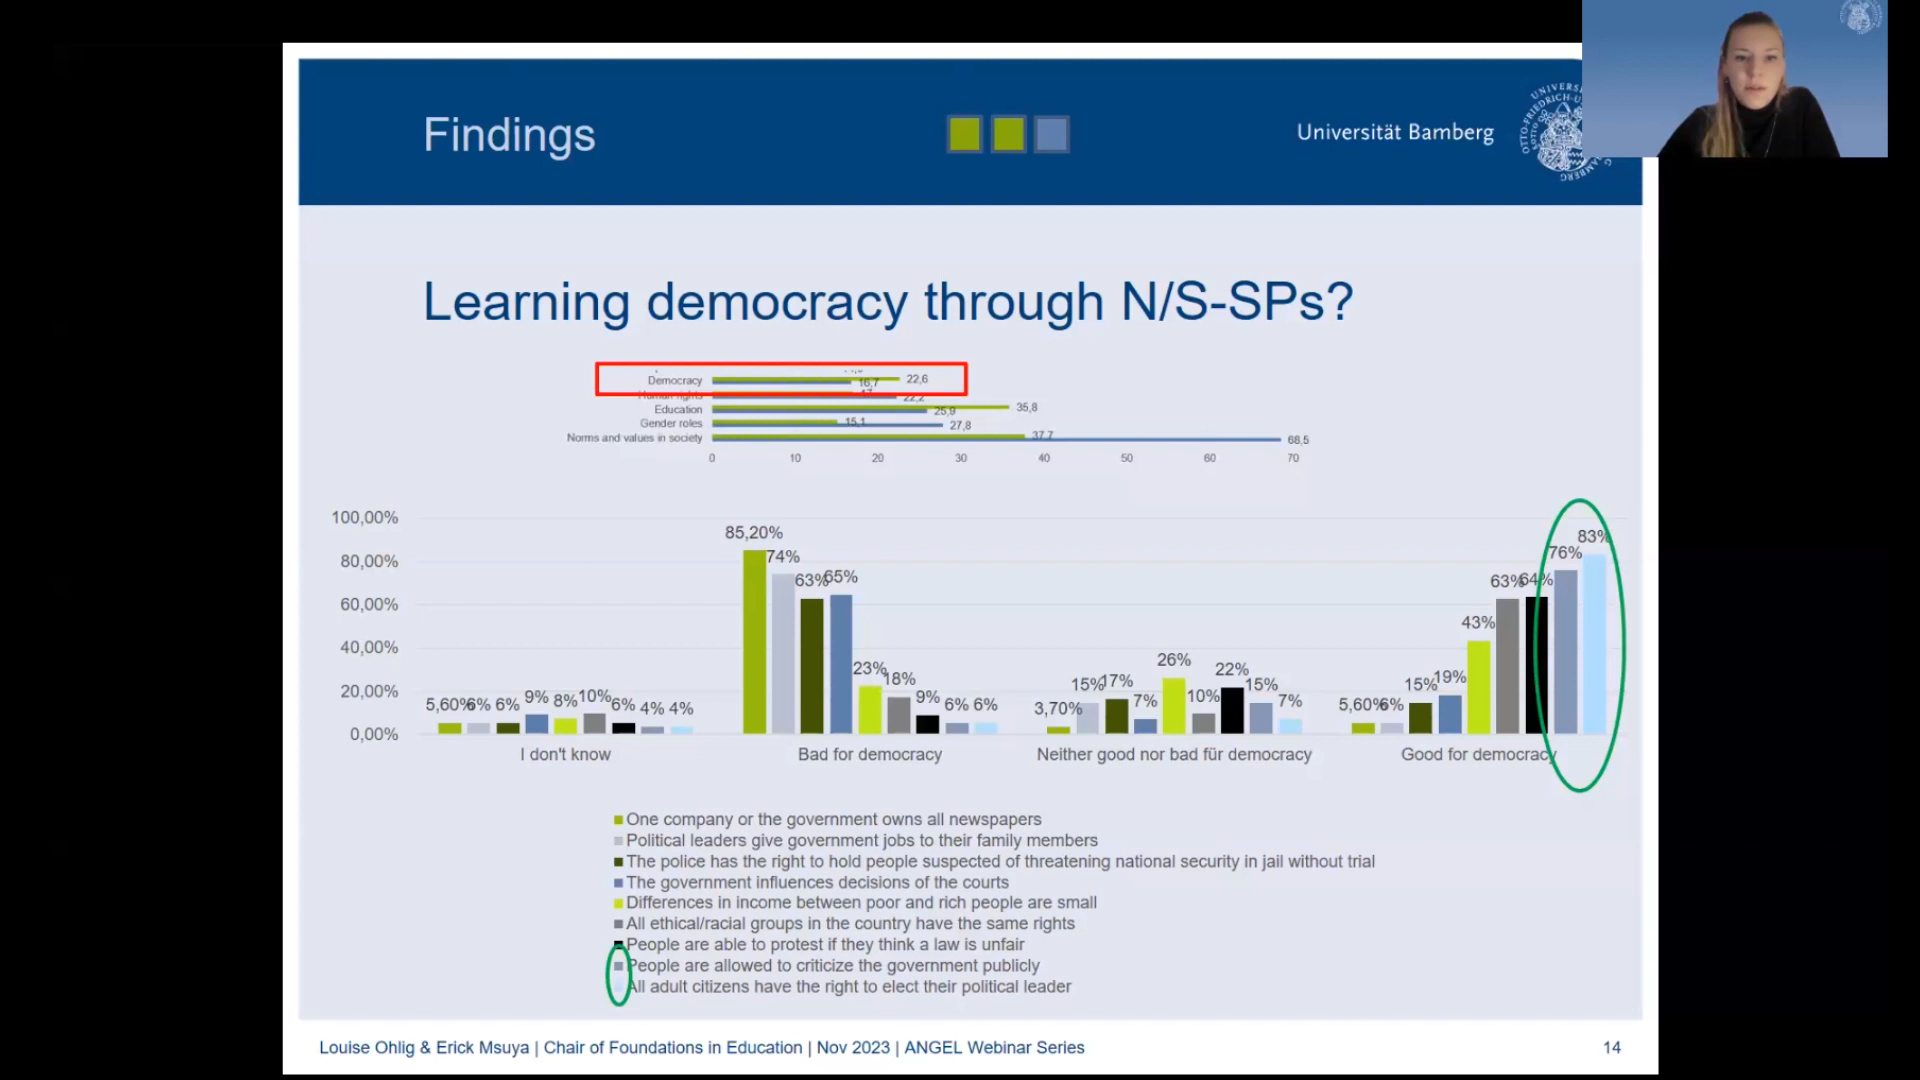 Findings
Universität Bamberg
Learning democracy through N/S-SPs?
Democracy
16,7
22,6
Human rights
22,2
Education
25,9
35,8
Gender roles
15,1
27,8
Norms and values in society
37,7
68,5
0 10 20 30 40 50 60 70
100,00%
80,00%
60,00%
40,00%
20,00%
0,00%
5,60% 6% 6% 9% 8% 10% 6% 4% 4%
85,20% 74% 63% 65% 23% 18% 9% 6% 6%
3,70% 15% 17% 7% 26% 10% 22% 15% 7%
5,60% 6% 15% 19% 43% 63% 64% 76% 83%
I don't know
Bad for democracy
Neither good nor bad für democracy
Good for democracy
One company or the government owns all newspapers
Political leaders give government jobs to their family members
The police has the right to hold people suspected of threatening national security in jail without trial
The government influences decisions of the courts
Differences in income between poor and rich people are small
All ethical/racial groups in the country have the same rights
People are able to protest if they think a law is unfair
People are allowed to criticize the government publicly
All adult citizens have the right to elect their political leader
Louise Ohlig & Erick Msuya | Chair of Foundations in Education | Nov 2023 | ANGEL Webinar Series
14